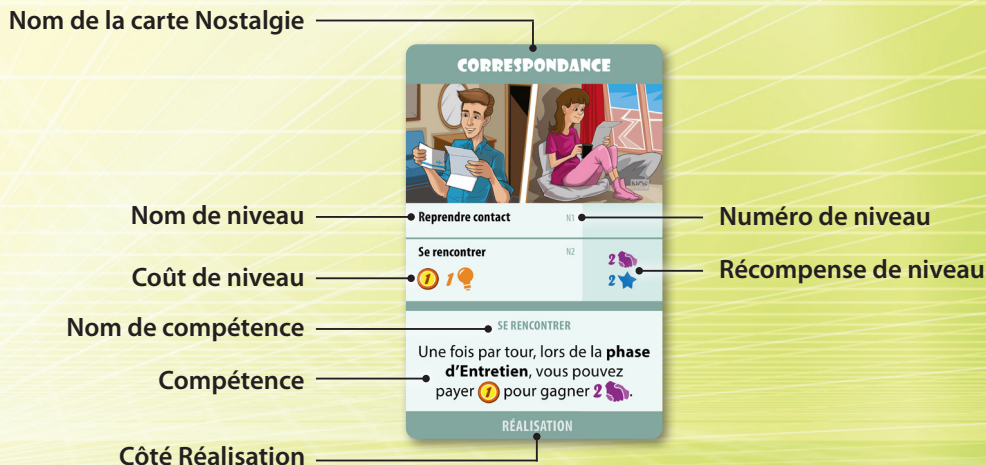 Nom de la carte Nostalgie
CORRESPONDANCE
Nom de niveau
Reprendre contact N1
Numéro de niveau
Se rencontrer N2
2
Coût de niveau
1 1
2
Récompense de niveau
Nom de compétence
SE RENCONTRER
Compétence
Une fois par tour, lors de la phase
d'Entretien, vous pouvez
payer 1 pour gagner 2 .
RÉALISATION
Côté Réalisation